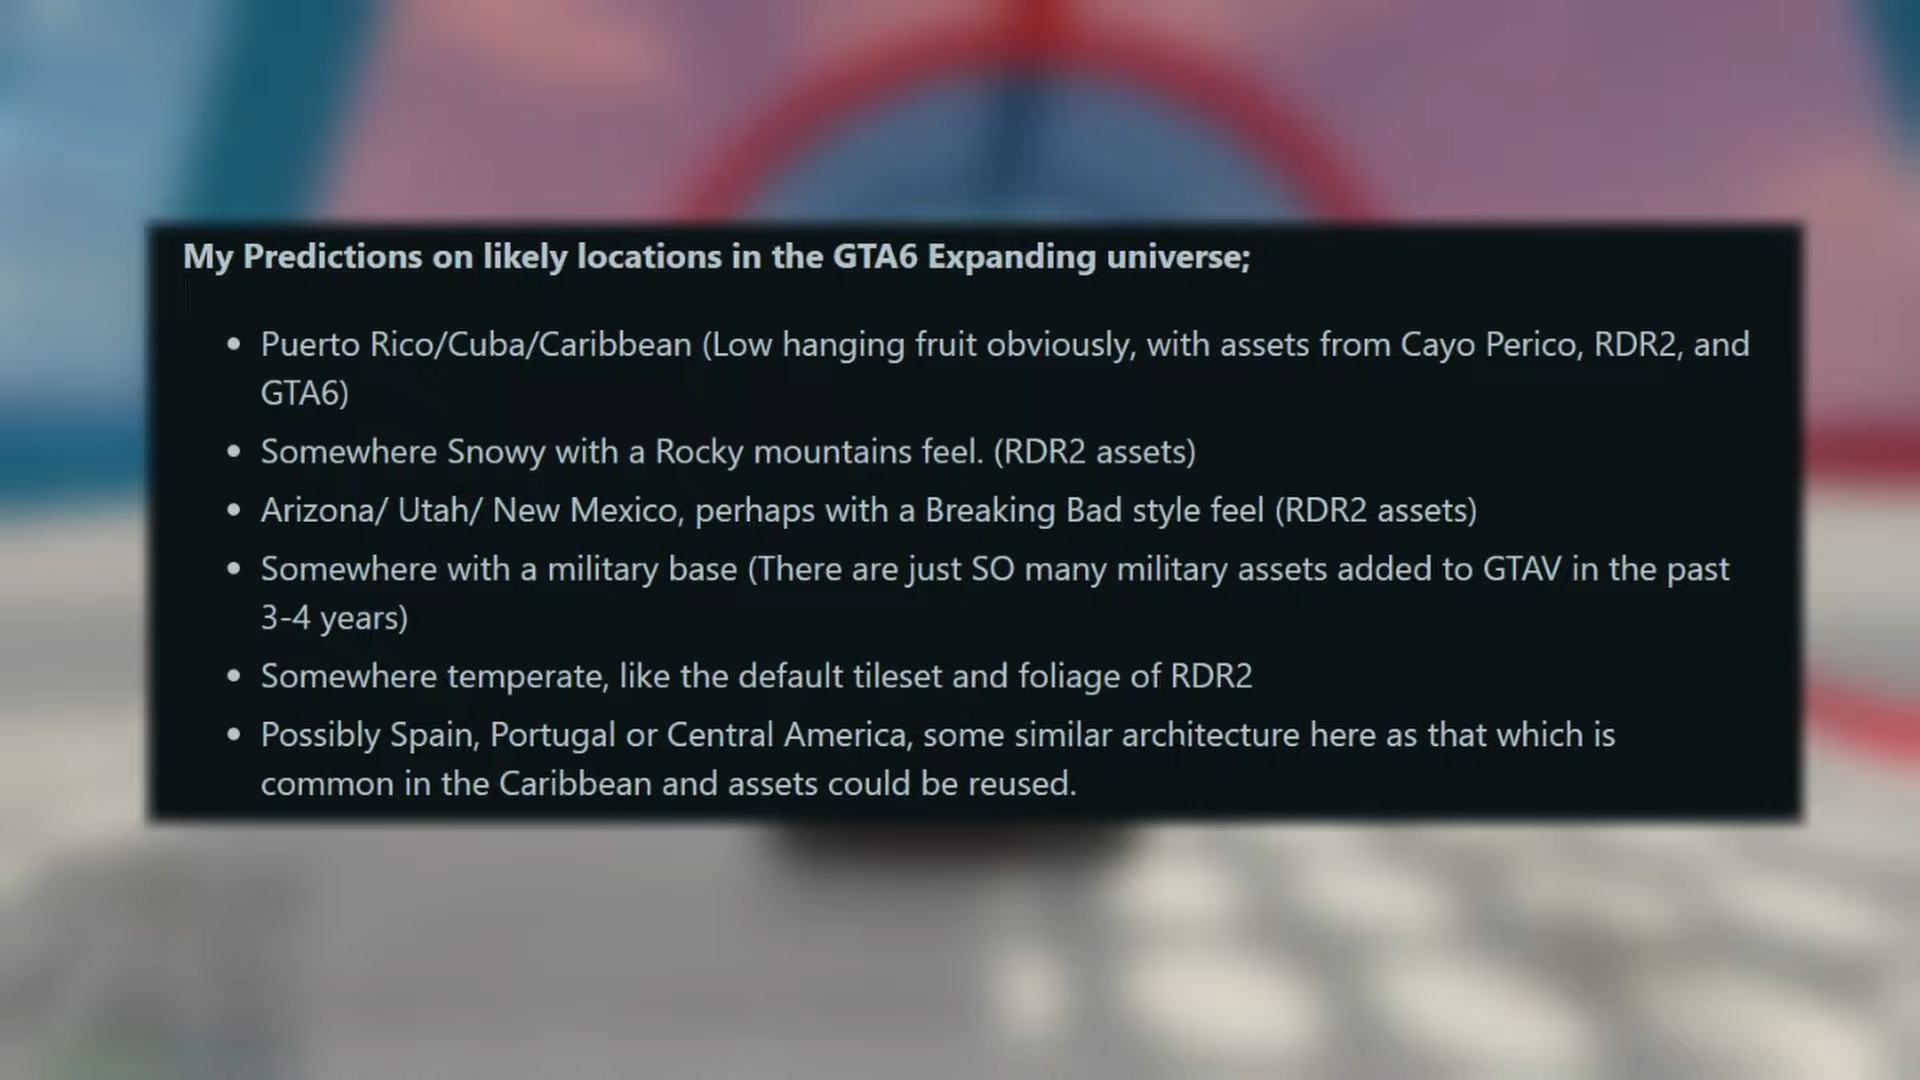 My Predictions on likely locations in the GTA6 Expanding universe;
• Puerto Rico/Cuba/Caribbean (Low hanging fruit obviously, with assets from Cayo Perico, RDR2, and
GTA6)
• Somewhere Snowy with a Rocky mountains feel. (RDR2 assets)
• Arizona/ Utah/ New Mexico, perhaps with a Breaking Bad style feel (RDR2 assets)
• Somewhere with a military base (There are just SO many military assets added to GTAV in the past
3-4 years)
• Somewhere temperate, like the default tileset and foliage of RDR2
• Possibly Spain, Portugal or Central America, some similar architecture here as that which is
common in the Caribbean and assets could be reused.